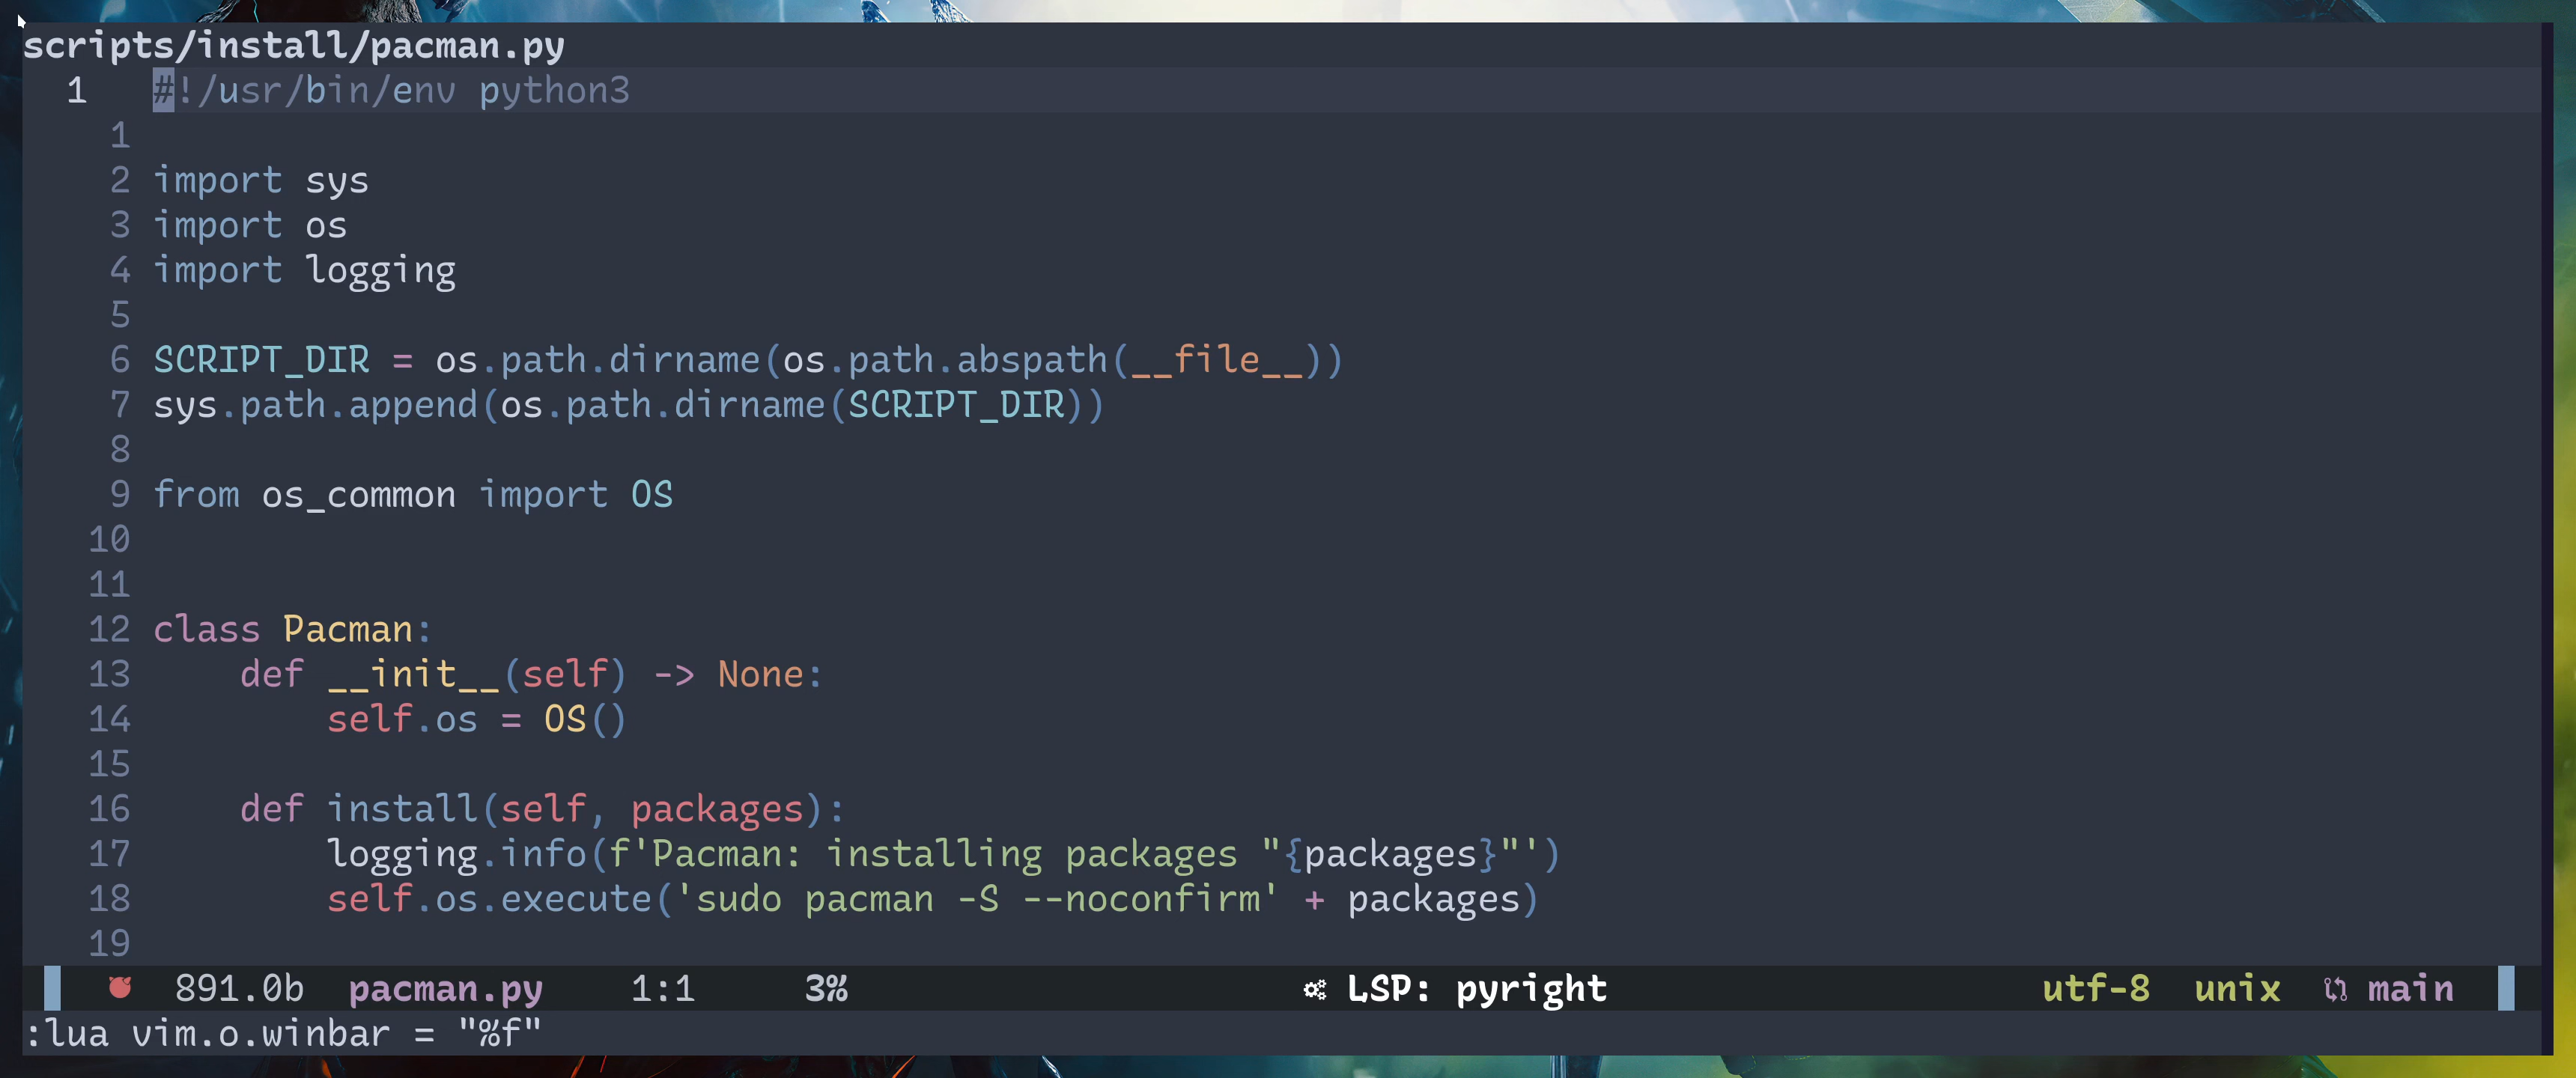 scripts/install/pacman.py
1 #!/usr/bin/env python3
1
2 import sys
3 import os
4 import logging
5
6 SCRIPT_DIR = os.path.dirname(os.path.abspath(__file__))
7 sys.path.append(os.path.dirname(SCRIPT_DIR))
8
9 from os_common import OS
10
11
12 class Pacman:
13     def __init__(self) -> None:
14         self.os = OS()
15
16     def install(self, packages):
17         logging.info(f'Pacman: installing packages "{packages}"')
18         self.os.execute('sudo pacman -S --noconfirm' + packages)
19
891.0b pacman.py 1:1 3% LSP: pyright utf-8 unix main
:lua vim.o.winbar = "%f"